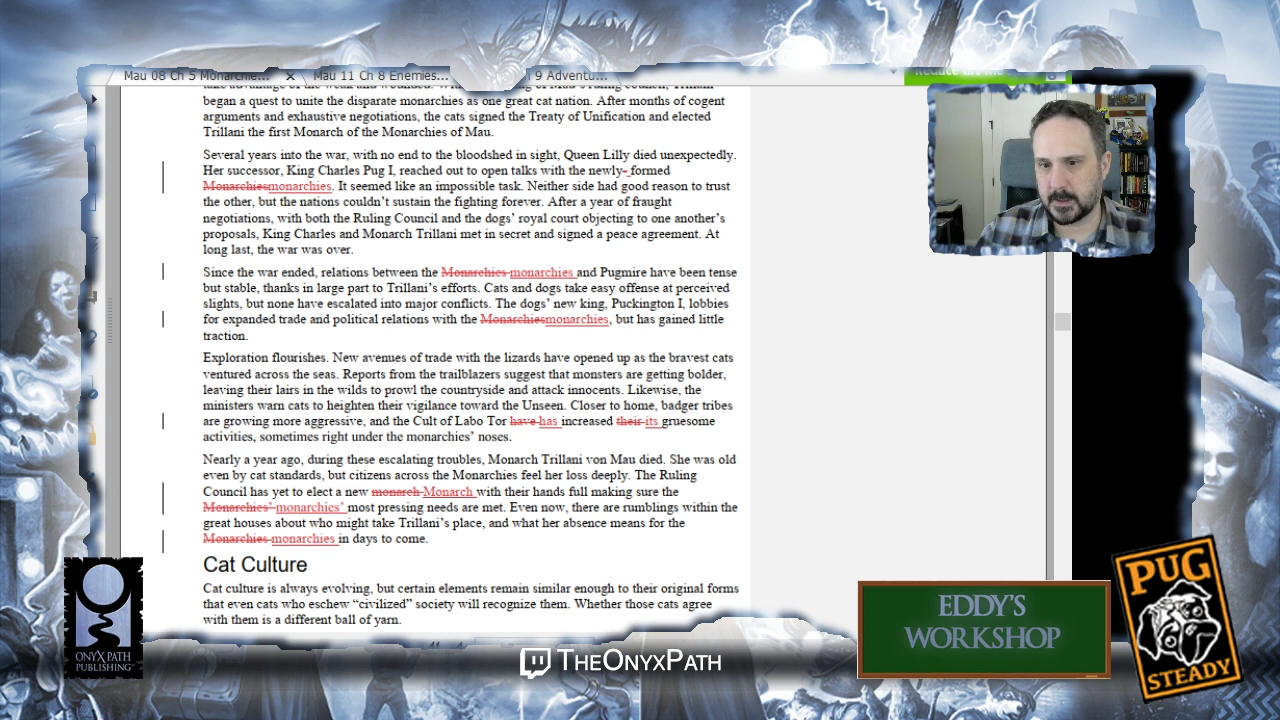 Mau 08 Ch 5 Monarchie... × Mau 11 Ch 8 Enemies... 9 Adventu...
began a quest to unite the disparate monarchies as one great cat nation. After months of cogent
arguments and exhaustive negotiations, the cats signed the Treaty of Unification and elected
Trillani the first Monarch of the Monarchies of Mau.
Several years into the war, with no end to the bloodshed in sight, Queen Lilly died unexpectedly.
Her successor, King Charles Pug I, reached out to open talks with the newly- formed
Monarchiesmonarchies. It seemed like an impossible task. Neither side had good reason to trust
the other, but the nations couldn't sustain the fighting forever. After a year of fraught
negotiations, with both the Ruling Council and the dogs' royal court objecting to one another's
proposals, King Charles and Monarch Trillani met in secret and signed a peace agreement. At
long last, the war was over.
Since the war ended, relations between the Monarchies monarchies and Pugmire have been tense
but stable, thanks in large part to Trillani's efforts. Cats and dogs take easy offense at perceived
slights, but none have escalated into major conflicts. The dogs' new king, Puckington I, lobbies
for expanded trade and political relations with the Monarchiesmonarchies, but has gained little
traction.
Exploration flourishes. New avenues of trade with the lizards have opened up as the bravest cats
ventured across the seas. Reports from the trailblazers suggest that monsters are getting bolder,
leaving their lairs in the wilds to prowl the countryside and attack innocents. Likewise, the
ministers warn cats to heighten their vigilance toward the Unseen. Closer to home, badger tribes
are growing more aggressive, and the Cult of Labo Tor have has increased their its gruesome
activities, sometimes right under the monarchies' noses.
Nearly a year ago, during these escalating troubles, Monarch Trillani von Mau died. She was old
even by cat standards, but citizens across the Monarchies feel her loss deeply. The Ruling
Council has yet to elect a new monarch Monarch with their hands full making sure the
Monarchies' monarchies' most pressing needs are met. Even now, there are rumblings within the
great houses about who might take Trillani's place, and what her absence means for the
Monarchies monarchies in days to come.
Cat Culture
Cat culture is always evolving, but certain elements remain similar enough to their original forms
that even cats who eschew “civilized” society will recognize them. Whether those cats agree
with them is a different ball of yarn.
ONYX PATH
PUBLISHING
THEONYXPATH
EDDY'S
WORKSHOP
PUG
STEADY